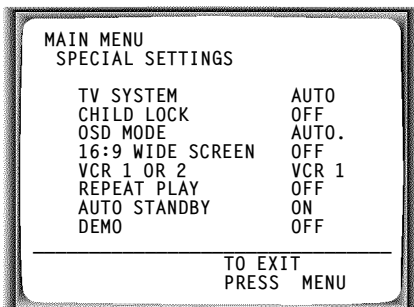 MAIN MENU
SPECIAL SETTINGS
TV SYSTEM AUTO
CHILD LOCK OFF
OSD MODE AUTO.
16:9 WIDE SCREEN OFF
VCR 1 OR 2 VCR 1
REPEAT PLAY OFF
AUTO STANDBY ON
DEMO OFF
TO EXIT
PRESS MENU